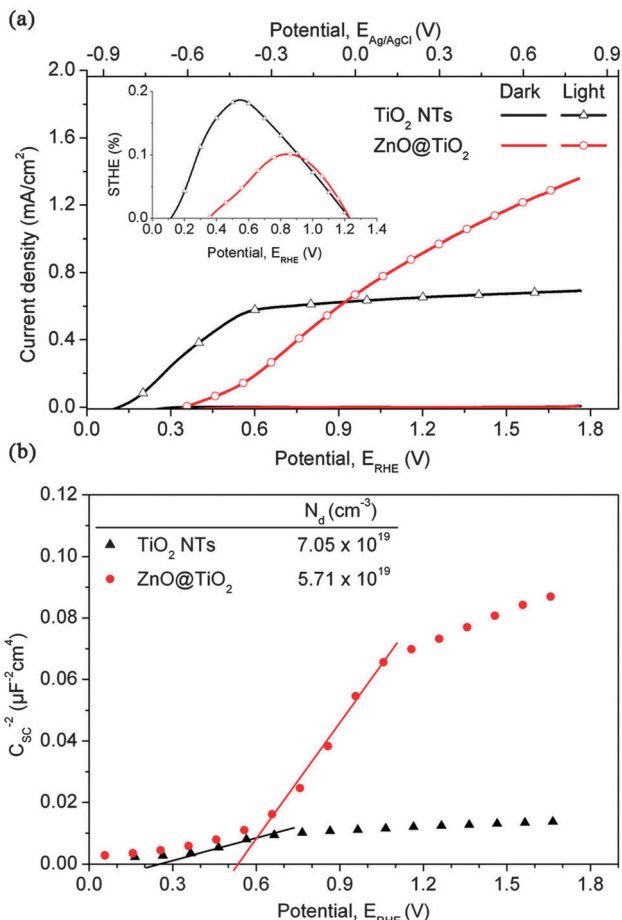 (a)
Potential, E_Ag/AgCl (V)
-0.9 -0.6 -0.3 0.0 0.3 0.6 0.9
2.0
1.6
1.2
0.8
0.4
0.0
Current density (mA/cm²)
Dark Light
TiO₂ NTs
ZnO@TiO₂
0.2
0.1
0.0
STHE (%)
0.0 0.2 0.4 0.6 0.8 1.0 1.2 1.4
Potential, E_RHE (V)
0.0 0.3 0.6 0.9 1.2 1.5 1.8
Potential, E_RHE (V)
(b)
0.12
0.10
0.08
0.06
0.04
0.02
0.00
C_SC⁻² (μF⁻²cm⁴)
N_d (cm⁻³)
TiO₂ NTs 7.05 x 10¹⁹
ZnO@TiO₂ 5.71 x 10¹⁹
0.0 0.3 0.6 0.9 1.2 1.5 1.8
Potential, E_RHE (V)